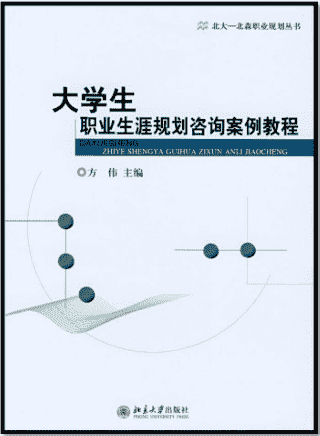 北大—北森职业规划丛书
大学生
职业生涯规划咨询案例教程
DAXUESHENG
ZHIYE SHENGYA GUIHUA ZIXUN ANLI JIAOCHENG
◎方 伟 主编
北京大学出版社
PEKING UNIVERSITY PRESS